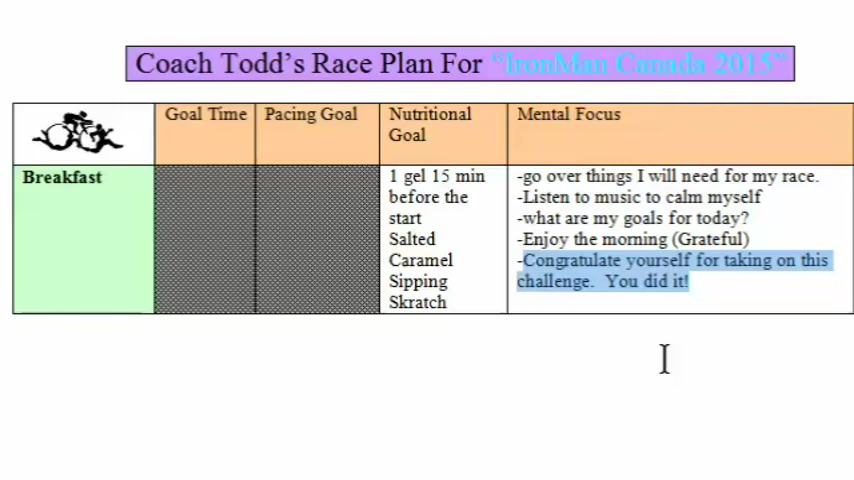 Coach Todd's Race Plan For "IronMan Canada 2015"
Goal Time
Pacing Goal
Nutritional
Goal
Mental Focus
Breakfast
1 gel 15 min
before the
start
Salted
Caramel
Sipping
Skratch
-go over things I will need for my race.
-Listen to music to calm myself
-what are my goals for today?
-Enjoy the morning (Grateful)
-Congratulate yourself for taking on this
challenge.  You did it!